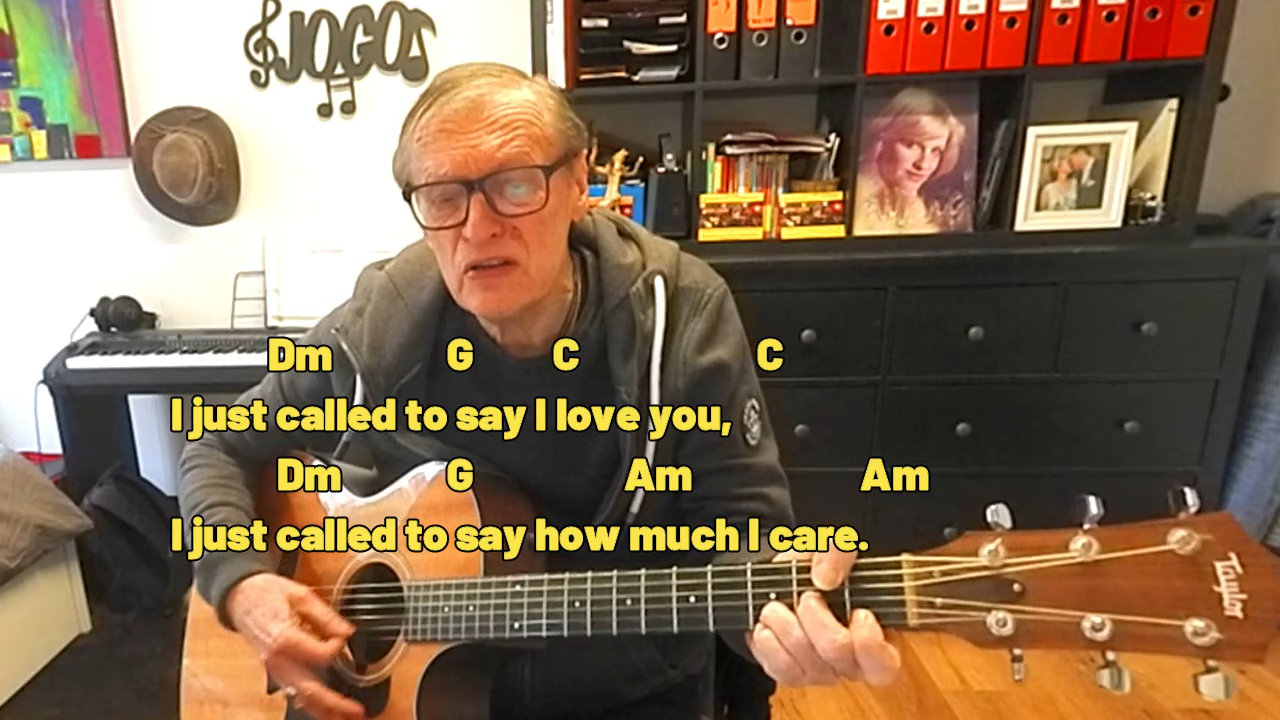 JOGOS
Dm G C C
I just called to say I love you,
Dm G Am Am
I just called to say how much I care.
Taylor